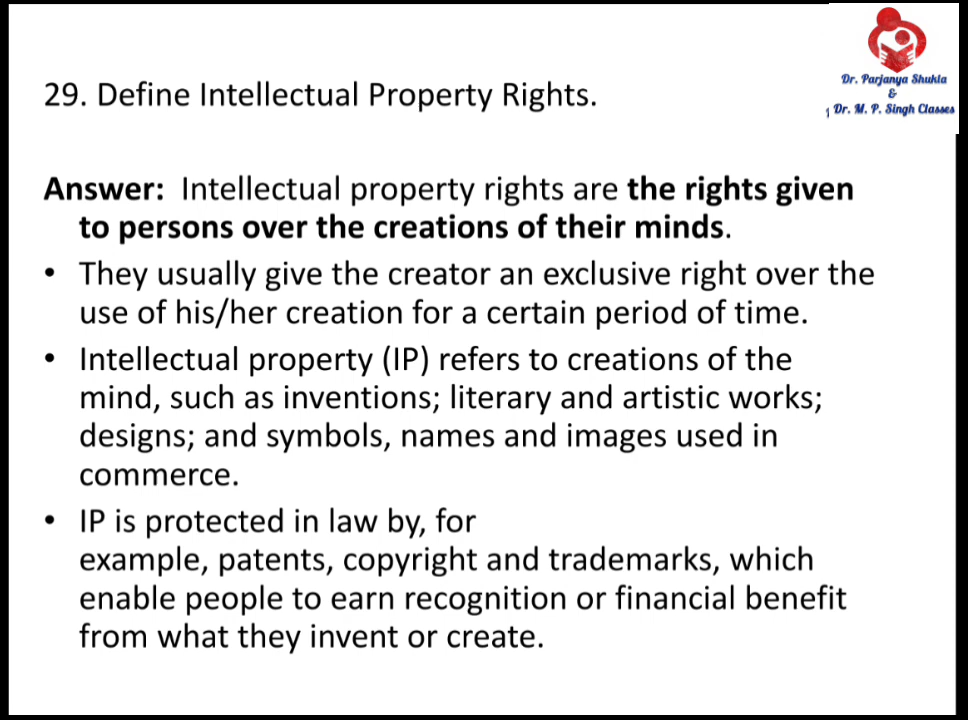 Dr. Parjanya Shukla
&
Dr. M. P. Singh Classes
29. Define Intellectual Property Rights.
Answer: Intellectual property rights are the rights given
to persons over the creations of their minds.
• They usually give the creator an exclusive right over the
use of his/her creation for a certain period of time.
• Intellectual property (IP) refers to creations of the
mind, such as inventions; literary and artistic works;
designs; and symbols, names and images used in
commerce.
• IP is protected in law by, for
example, patents, copyright and trademarks, which
enable people to earn recognition or financial benefit
from what they invent or create.